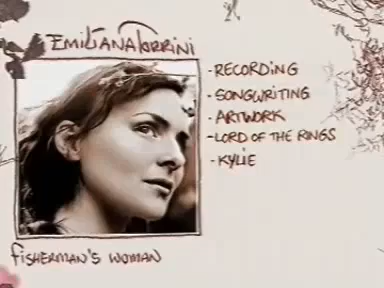 EMILIANA TORRINI
- RECORDING
- SONGWRITING
- ARTWORK
- LORD OF THE RINGS
- KYLIE
FISHERMAN'S WOMAN